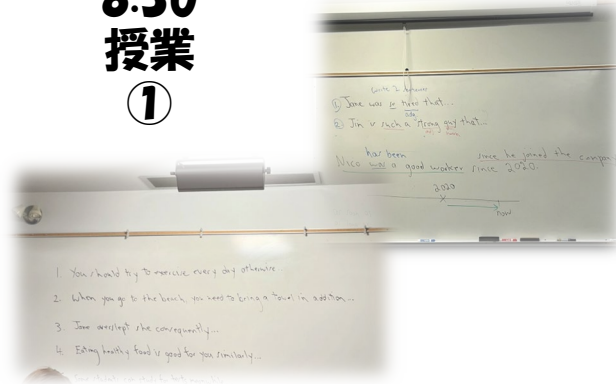 8:30
授業
①
① Jane was so tired that...
② Jim is such a strong guy that...
has been since he joined the
Nico was a good worker since 2020.
2020
now
1. You should try to exercise every day otherwise
2. When you go to the beach, you need to bring a towel in addition...
3. Jane overslept she consequently...
4. Eating healthy food is good for you similarly...